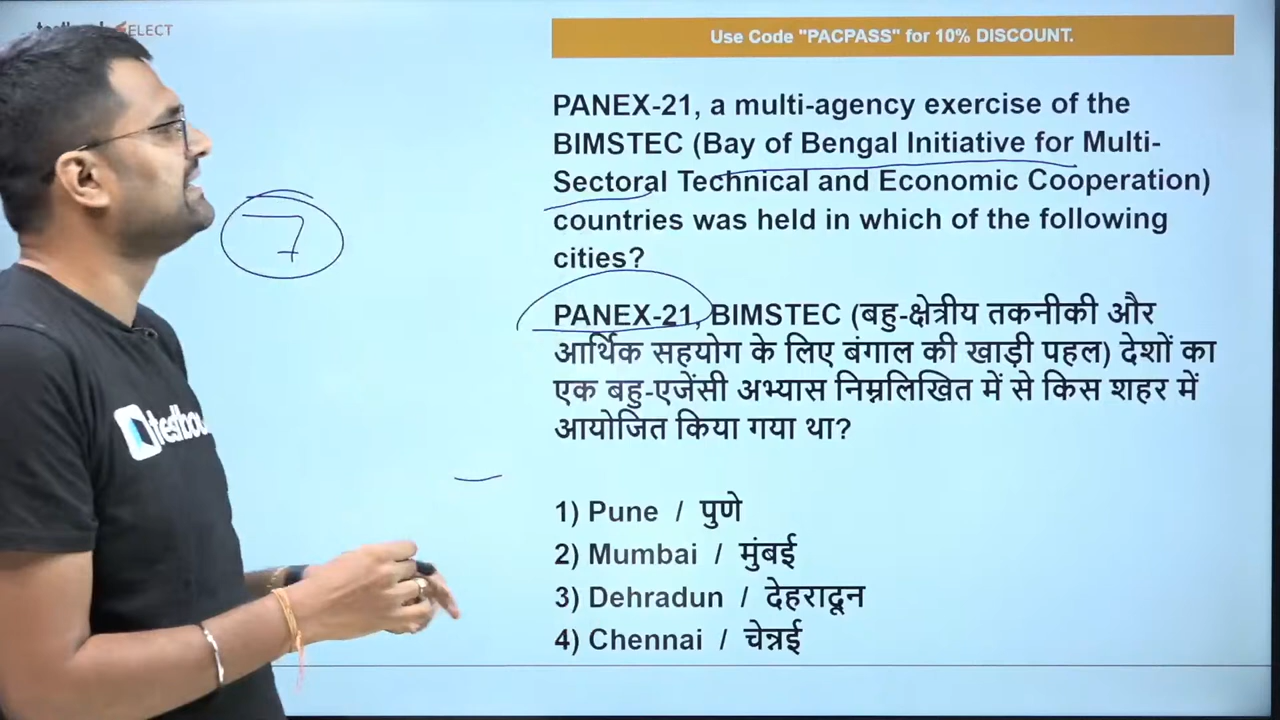 ELECT
Use Code "PACPASS" for 10% DISCOUNT.
PANEX-21, a multi-agency exercise of the
BIMSTEC (Bay of Bengal Initiative for Multi-
Sectoral Technical and Economic Cooperation)
countries was held in which of the following
cities?
7
PANEX-21, BIMSTEC (बहु-क्षेत्रीय तकनीकी और
आर्थिक सहयोग के लिए बंगाल की खाड़ी पहल) देशों का
एक बहु-एजेंसी अभ्यास निम्नलिखित में से किस शहर में
आयोजित किया गया था?
testbou
1) Pune / पुणे
2) Mumbai / मुंबई
3) Dehradun / देहरादून
4) Chennai / चेन्नई